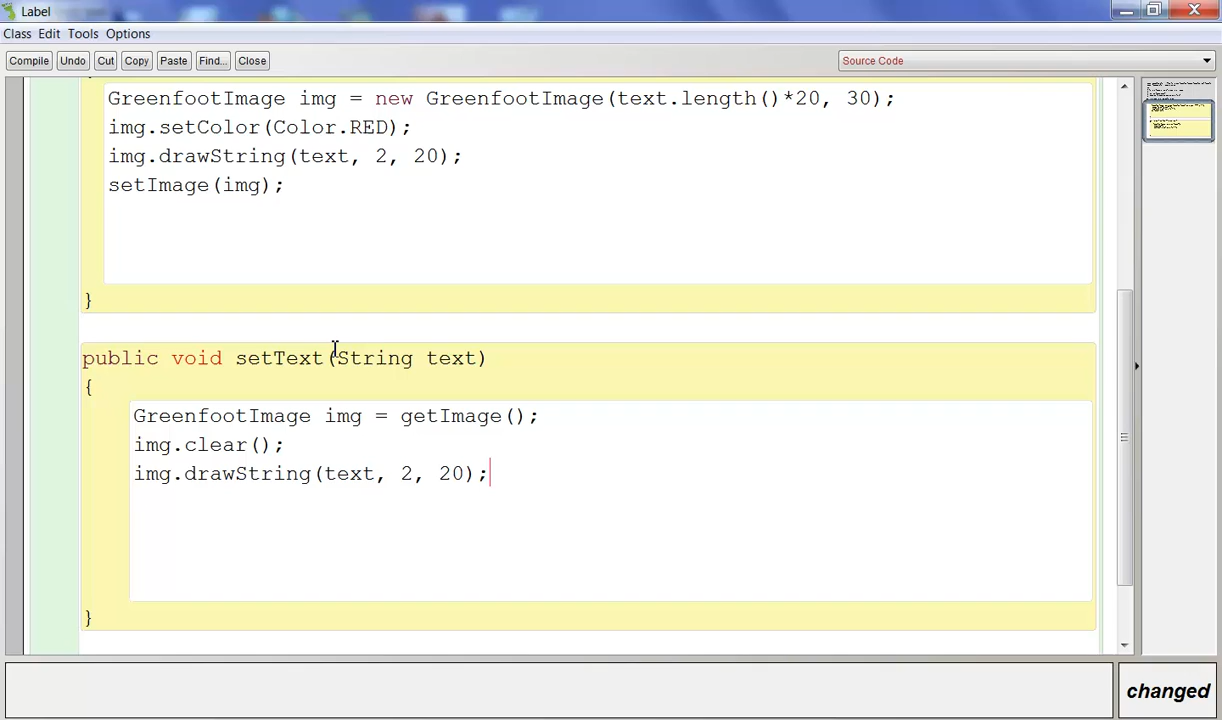 Label
Class Edit Tools Options
Compile Undo Cut Copy Paste Find... Close Source Code
GreenfootImage img = new GreenfootImage(text.length()*20, 30);
img.setColor(Color.RED);
img.drawString(text, 2, 20);
setImage(img);
}
public void setText(String text)
{
GreenfootImage img = getImage();
img.clear();
img.drawString(text, 2, 20);
}
changed